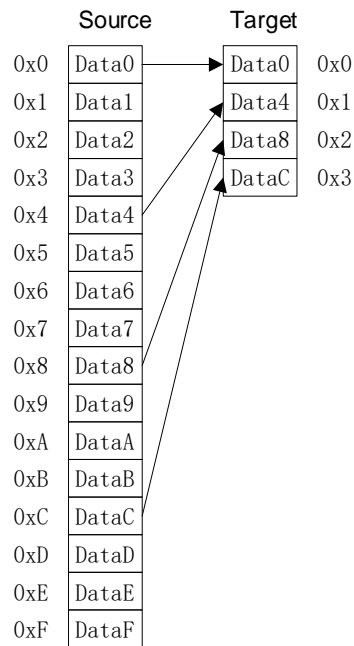 Source Target
0x0 Data0 Data0 0x0
0x1 Data1 Data4 0x1
0x2 Data2 Data8 0x2
0x3 Data3 DataC 0x3
0x4 Data4
0x5 Data5
0x6 Data6
0x7 Data7
0x8 Data8
0x9 Data9
0xA DataA
0xB DataB
0xC DataC
0xD DataD
0xE DataE
0xF DataF